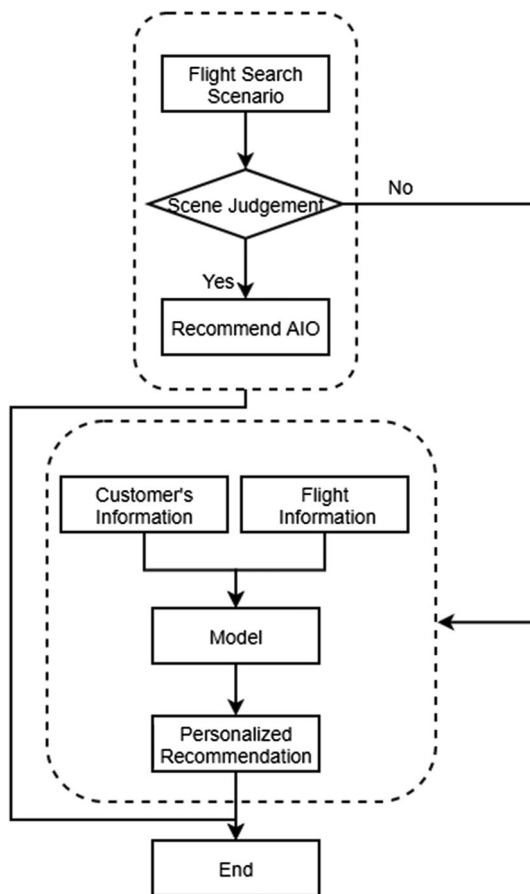 Flight Search
Scenario
Scene Judgement
No
Yes
Recommend AIO
Customer's
Information
Flight
Information
Model
Personalized
Recommendation
End